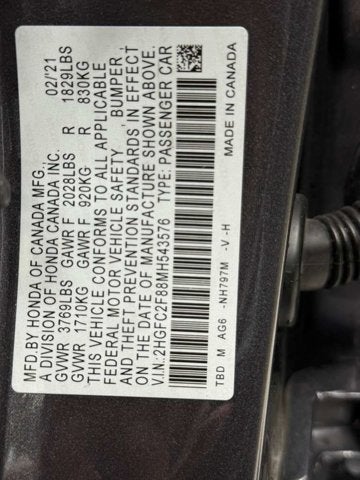 MFD.BY HONDA OF CANADA MFG. 02/'21
A DIVISION OF HONDA CANADA INC.
GVWR 3769LBS GAWR F 2028LBS R 1829LBS
GVWR 1710KG GAWR F 920KG R 830KG
THIS VEHICLE CONFORMS TO ALL APPLICABLE
FEDERAL MOTOR VEHICLE SAFETY BUMPER,
AND THEFT PREVENTION STANDARDS IN EFFECT
ON THE DATE OF MANUFACTURE SHOWN ABOVE.
V.I.N.:2HGFC2F88MH543576 TYPE:PASSENGER CAR
TBD M AG6 -NH797M -V -H MADE IN CANADA